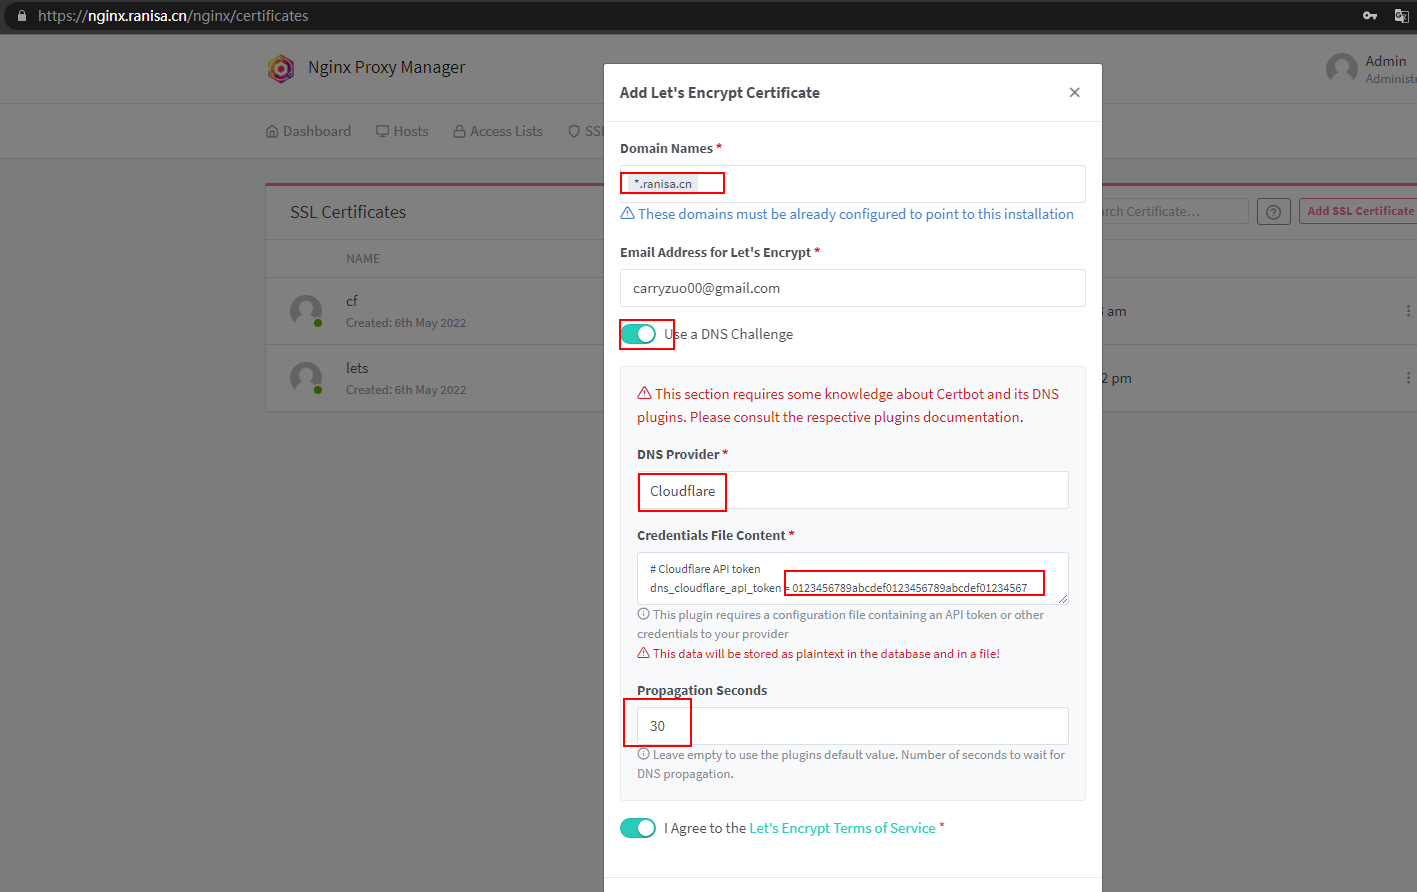 https://nginx.ranisa.cn/nginx/certificates
Nginx Proxy Manager
Admin
Dashboard
Hosts
Access Lists
SSL Certificates
NAME
cf
Created: 6th May 2022
lets
Created: 6th May 2022
Add Let's Encrypt Certificate
Domain Names *
*.ranisa.cn
These domains must be already configured to point to this installation
Email Address for Let's Encrypt *
carryzuo00@gmail.com
Use a DNS Challenge
This section requires some knowledge about Certbot and its DNS
plugins. Please consult the respective plugins documentation.
DNS Provider *
Cloudflare
Credentials File Content *
# Cloudflare API token
dns_cloudflare_api_token = 0123456789abcdef0123456789abcdef01234567
This plugin requires a configuration file containing an API token or other
credentials to your provider
This data will be stored as plaintext in the database and in a file!
Propagation Seconds
30
Leave empty to use the plugins default value. Number of seconds to wait for
DNS propagation.
I Agree to the Let's Encrypt Terms of Service *
Certificate…
Add SSL Certificate
am
pm